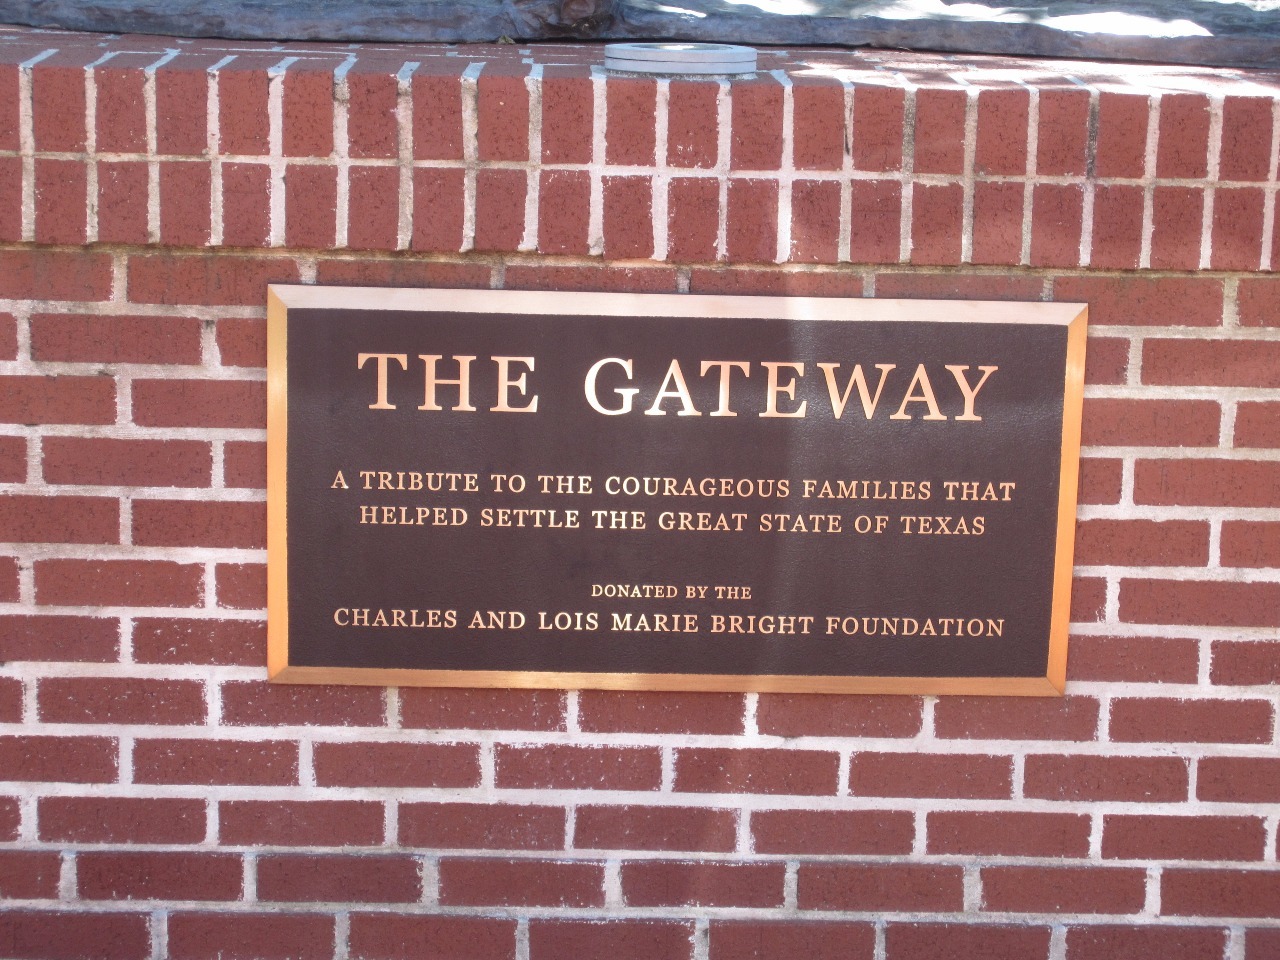 THE GATEWAY
A TRIBUTE TO THE COURAGEOUS FAMILIES THAT
HELPED SETTLE THE GREAT STATE OF TEXAS
DONATED BY THE
CHARLES AND LOIS MARIE BRIGHT FOUNDATION